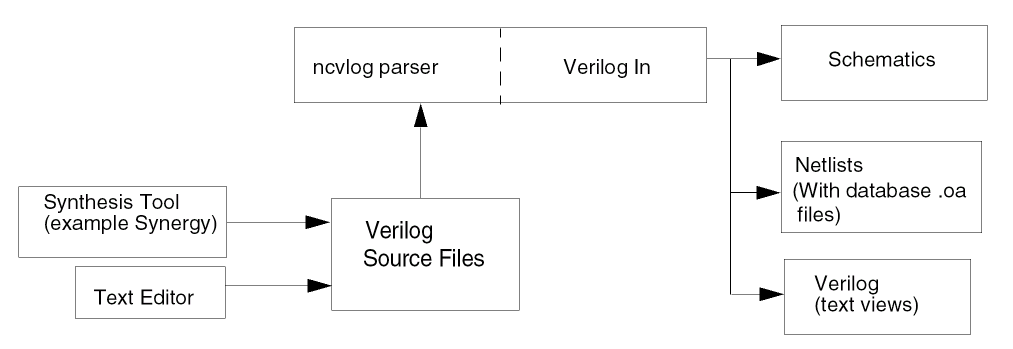 ncvlog parser
Verilog In
Schematics
Netlists
(With database .oa
files)
Synthesis Tool
(example Synergy)
Verilog
Source Files
Text Editor
Verilog
(text views)